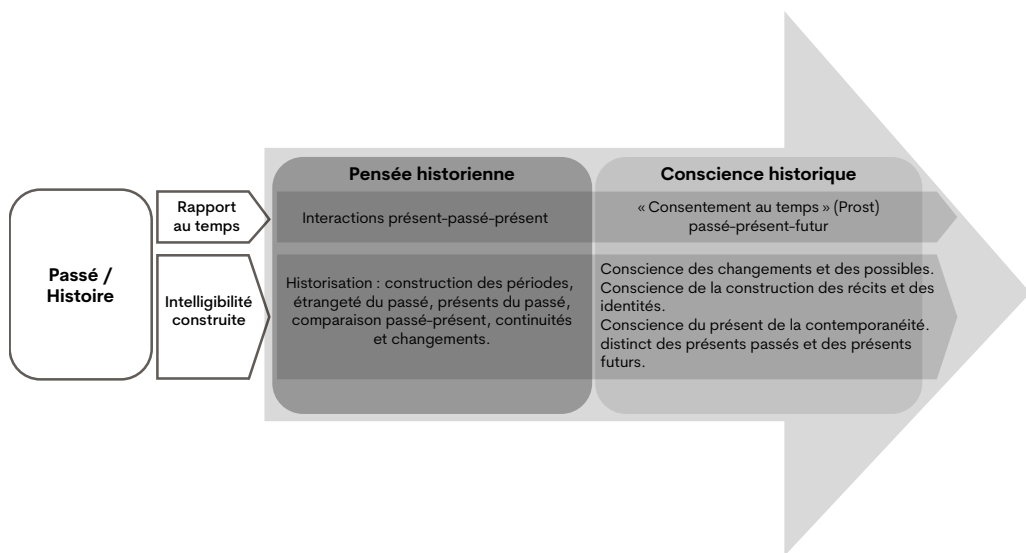 Pensée historienne
Conscience historique
Passé /
Histoire
Rapport
au temps
Interactions présent-passé-présent
« Consentement au temps » (Prost)
passé-présent-futur
Intelligibilité
construite
Historisation : construction des périodes,
étrangeté du passé, présents du passé,
comparaison passé-présent, continuités
et changements.
Conscience des changements et des possibles.
Conscience de la construction des récits et des
identités.
Conscience du présent de la contemporanéité.
distinct des présents passés et des présents
futurs.